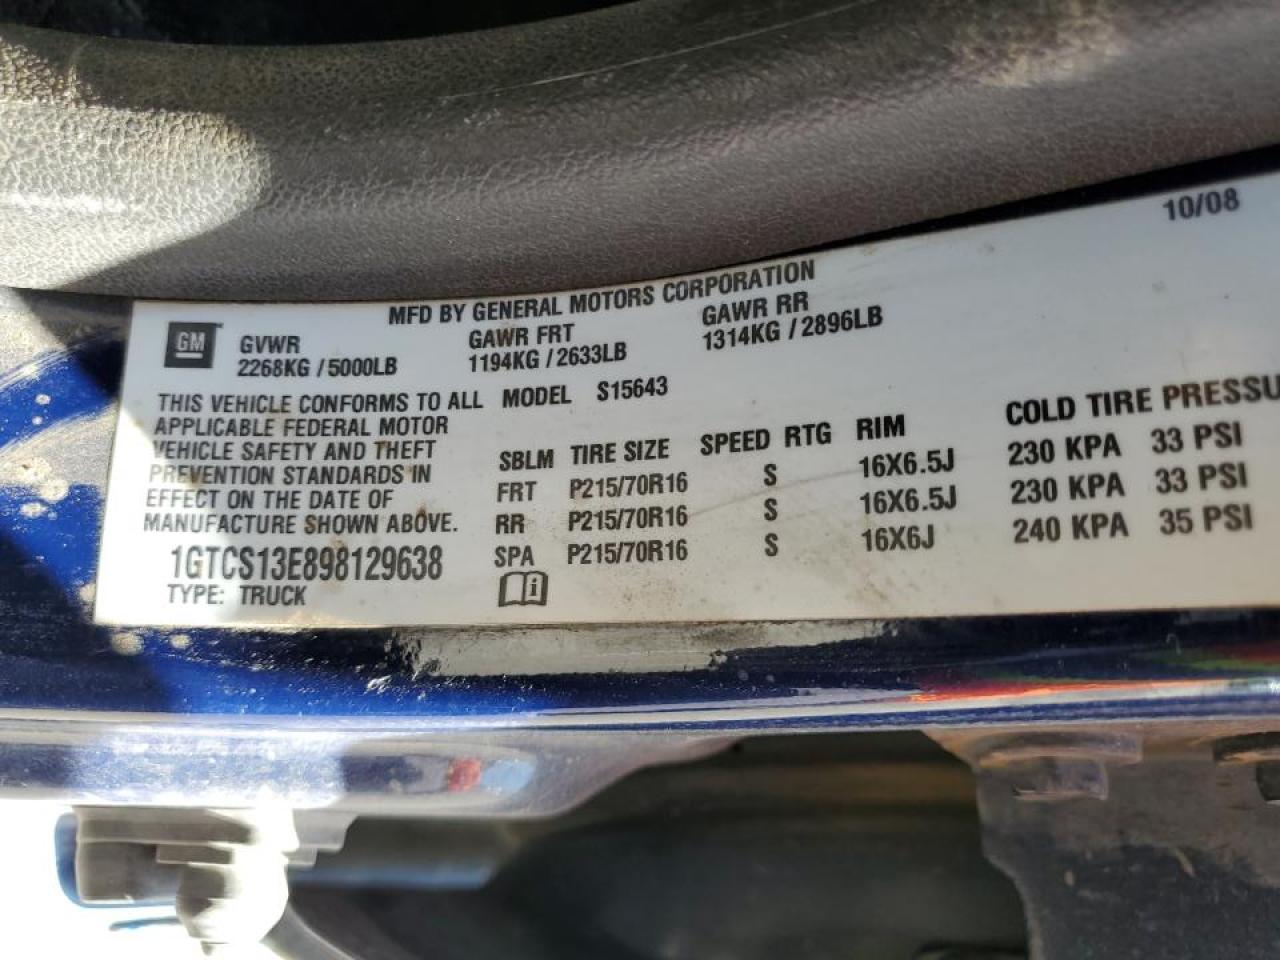 10/08
MFD BY GENERAL MOTORS CORPORATION
GM GVWR GAWR FRT GAWR RR
2268KG / 5000LB 1194KG / 2633LB 1314KG / 2896LB
THIS VEHICLE CONFORMS TO ALL MODEL S15643
APPLICABLE FEDERAL MOTOR
VEHICLE SAFETY AND THEFT
PREVENTION STANDARDS IN
EFFECT ON THE DATE OF
MANUFACTURE SHOWN ABOVE.
SBLM TIRE SIZE SPEED RTG RIM COLD TIRE PRESSU
FRT P215/70R16 S 16X6.5J 230 KPA 33 PSI
RR P215/70R16 S 16X6.5J 230 KPA 33 PSI
SPA P215/70R16 S 16X6J 240 KPA 35 PSI
1GTCS13E898129638
TYPE: TRUCK